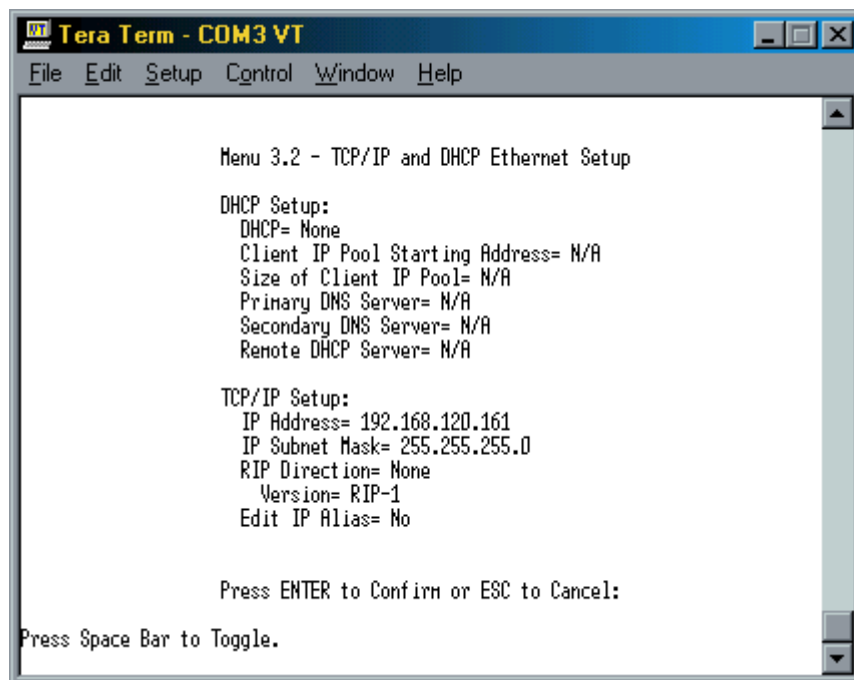 Tera Term - COM3 VT
File Edit Setup Control Window Help
Menu 3.2 - TCP/IP and DHCP Ethernet Setup
DHCP Setup:
DHCP= None
Client IP Pool Starting Address= N/A
Size of Client IP Pool= N/A
Primary DNS Server= N/A
Secondary DNS Server= N/A
Remote DHCP Server= N/A
TCP/IP Setup:
IP Address= 192.168.120.161
IP Subnet Mask= 255.255.255.0
RIP Direction= None
Version= RIP-1
Edit IP Alias= No
Press ENTER to Confirm or ESC to Cancel:
Press Space Bar to Toggle.